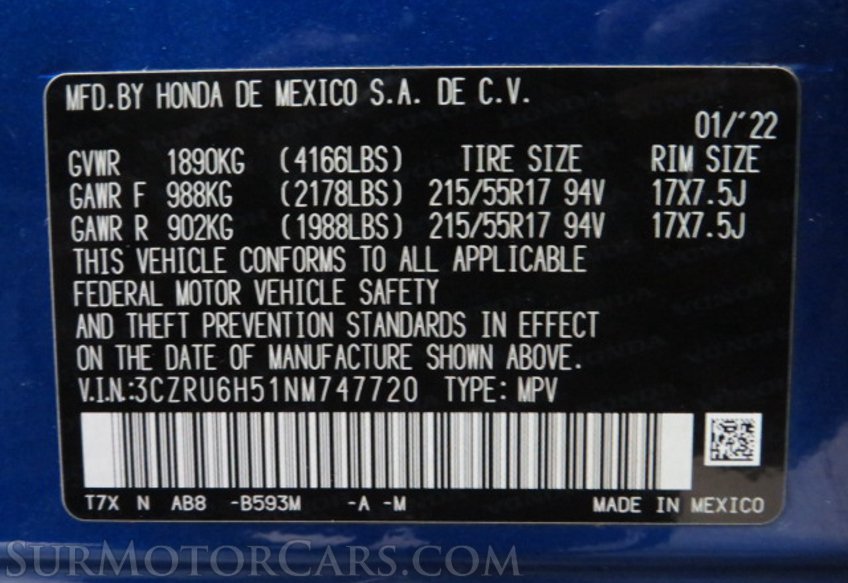 MFD.BY HONDA DE MEXICO S.A. DE C.V.
01/'22
GVWR 1890KG (4166LBS) TIRE SIZE RIM SIZE
GAWR F 988KG (2178LBS) 215/55R17 94V 17X7.5J
GAWR R 902KG (1988LBS) 215/55R17 94V 17X7.5J
THIS VEHICLE CONFORMS TO ALL APPLICABLE
FEDERAL MOTOR VEHICLE SAFETY
AND THEFT PREVENTION STANDARDS IN EFFECT
ON THE DATE OF MANUFACTURE SHOWN ABOVE.
V.I.N.:3CZRU6H51NM747720 TYPE: MPV
T7X N AB8 -B593M -A -M MADE IN MEXICO
SURMOTORCARS.COM